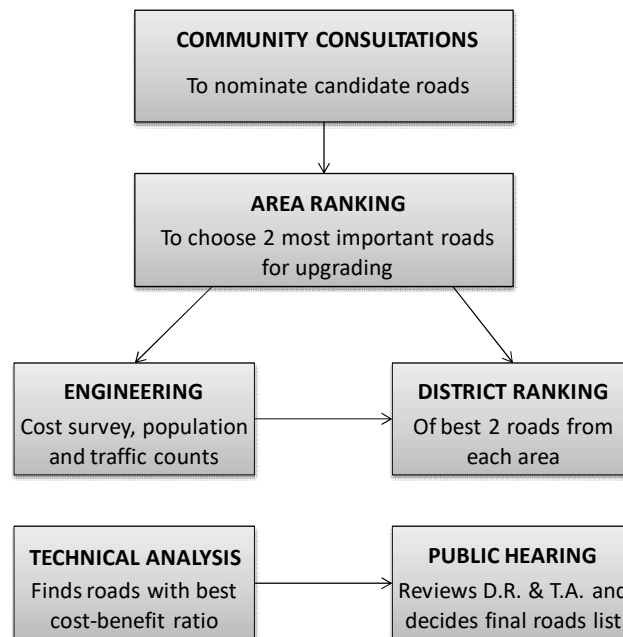 COMMUNITY CONSULTATIONS
To nominate candidate roads
AREA RANKING
To choose 2 most important roads
for upgrading
ENGINEERING
Cost survey, population
and traffic counts
DISTRICT RANKING
Of best 2 roads from
each area
TECHNICAL ANALYSIS
Finds roads with best
cost-benefit ratio
PUBLIC HEARING
Reviews D.R. & T.A. and
decides final roads list